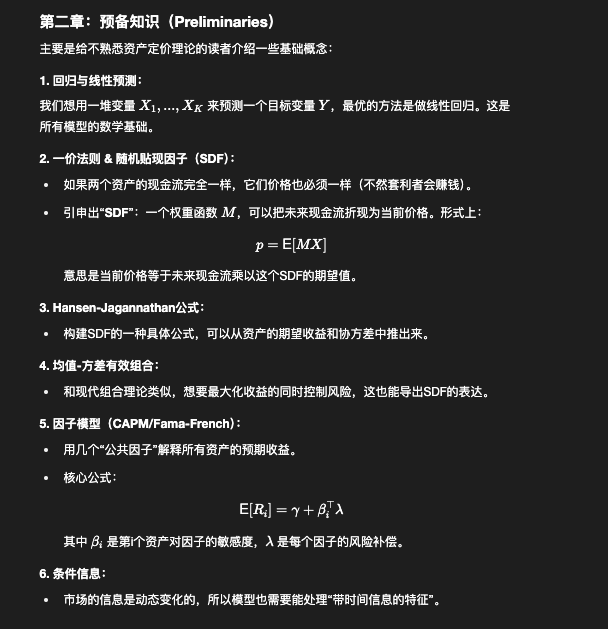 第二章：预备知识（Preliminaries）
主要是给不熟悉资产定价理论的读者介绍一些基础概念：
1. 回归与线性预测：
我们想用一堆变量 X₁,...,X_K 来预测一个目标变量 Y，最优的方法是做线性回归。这是
所有模型的数学基础。
2. 一价法则 & 随机贴现因子（SDF）：
• 如果两个资产的现金流完全一样，它们价格也必须一样（不然套利者会赚钱）。
• 引申出“SDF”：一个权重函数 M，可以把未来现金流折现为当前价格。形式上：
p = E[MX]
意思是当前价格等于未来现金流乘以这个SDF的期望值。
3. Hansen-Jagannathan公式：
• 构建SDF的一种具体公式，可以从资产的期望收益和协方差中推出来。
4. 均值-方差有效组合：
• 和现代组合理论类似，想要最大化收益的同时控制风险，这也能导出SDF的表达。
5. 因子模型（CAPM/Fama-French）：
• 用几个“公共因子”解释所有资产的预期收益。
• 核心公式：
E[R_i] = γ + β_i^⊤ λ
其中 β_i 是第i个资产对因子的敏感度，λ 是每个因子的风险补偿。
6. 条件信息：
• 市场的信息是动态变化的，所以模型也需要能处理“带时间信息的特征”。